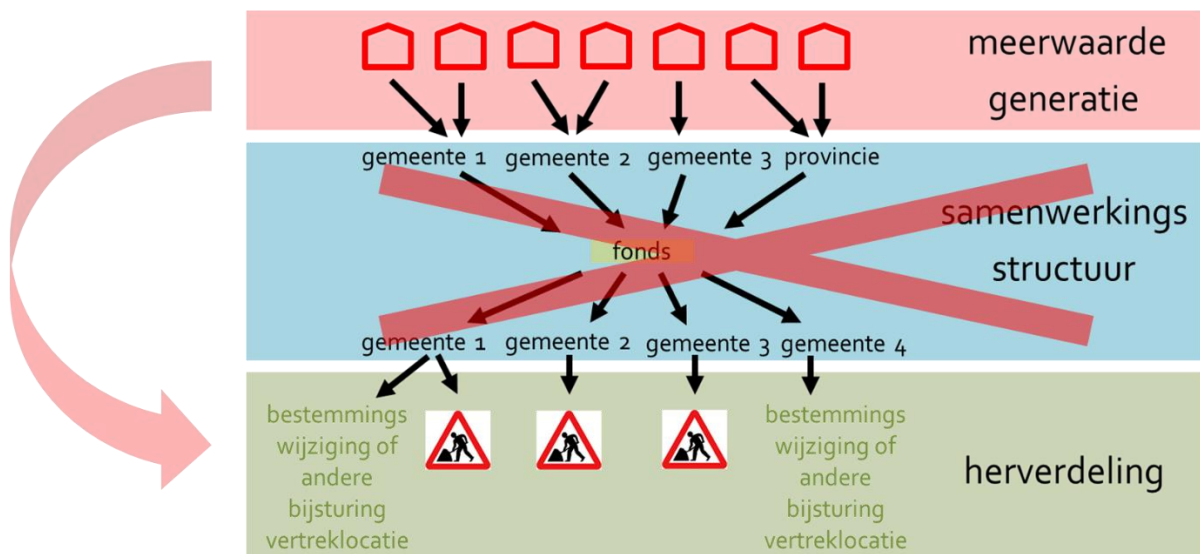 meerwaarde
generatie
gemeente 1 gemeente 2 gemeente 3 provincie
samenwerkings
structuur
fonds
gemeente 1 gemeente 2 gemeente 3 gemeente 4
bestemmings
wijziging of
andere
bijsturing
vertreklocatie
bestemmings
wijziging of
andere
bijsturing
vertreklocatie
herverdeling